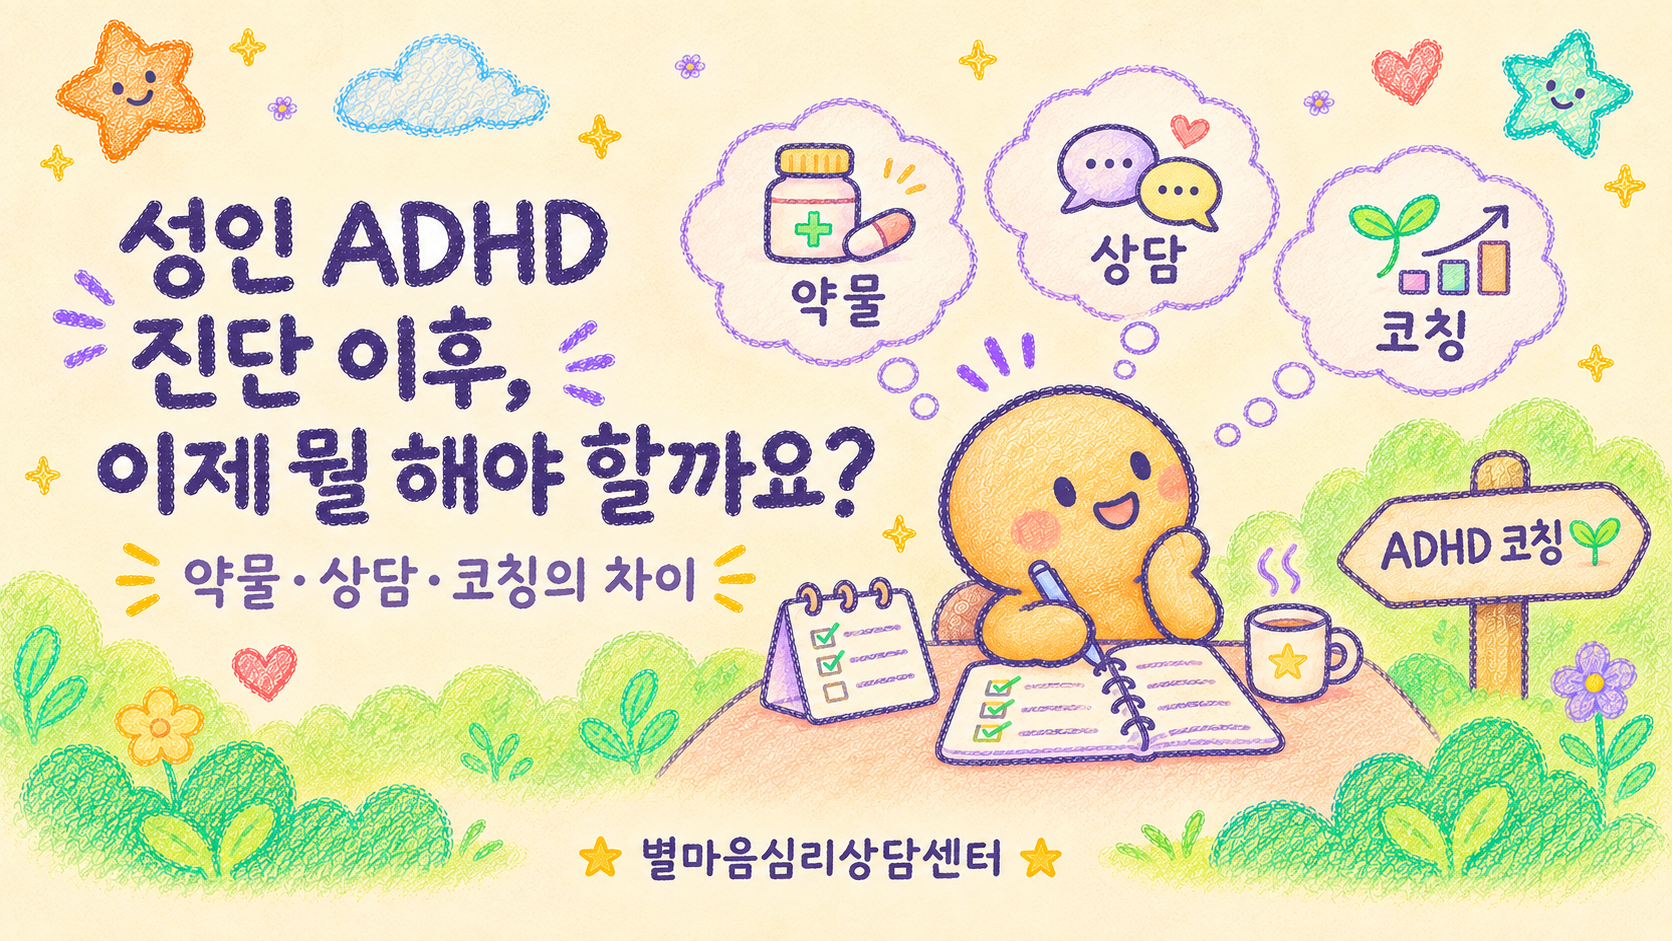 성인 ADHD
진단 이후,
이제 뭘 해야 할까요?
약물·상담·코칭의 차이
약물
상담
코칭
ADHD 코칭
별마음심리상담센터